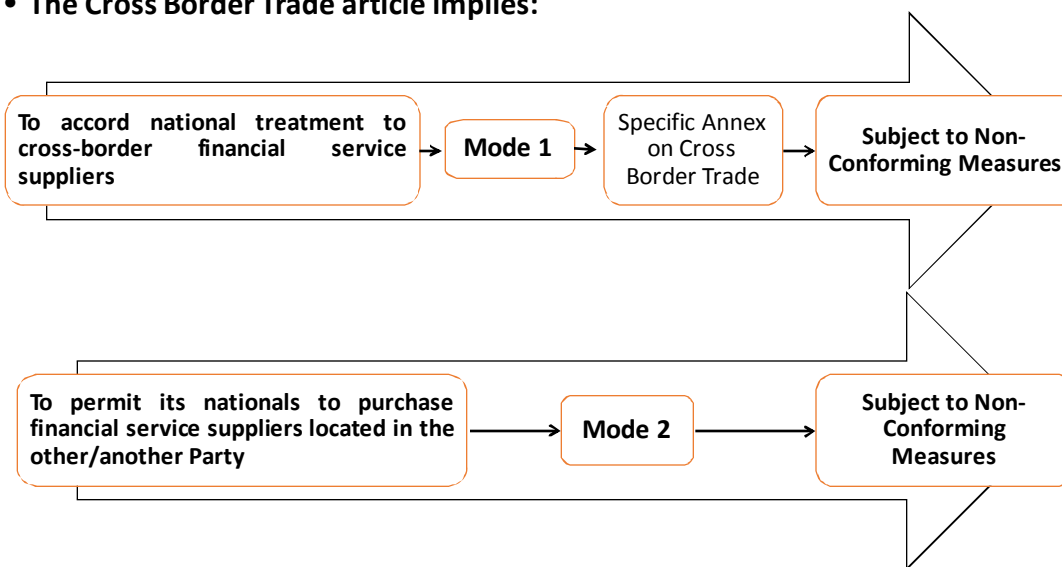 • The Cross Border Trade article implies:
To accord national treatment to
cross-border financial service
suppliers
Mode 1
Specific Annex
on Cross
Border Trade
Subject to Non-
Conforming Measures
To permit its nationals to purchase
financial service suppliers located in the
other/another Party
Mode 2
Subject to Non-
Conforming
Measures